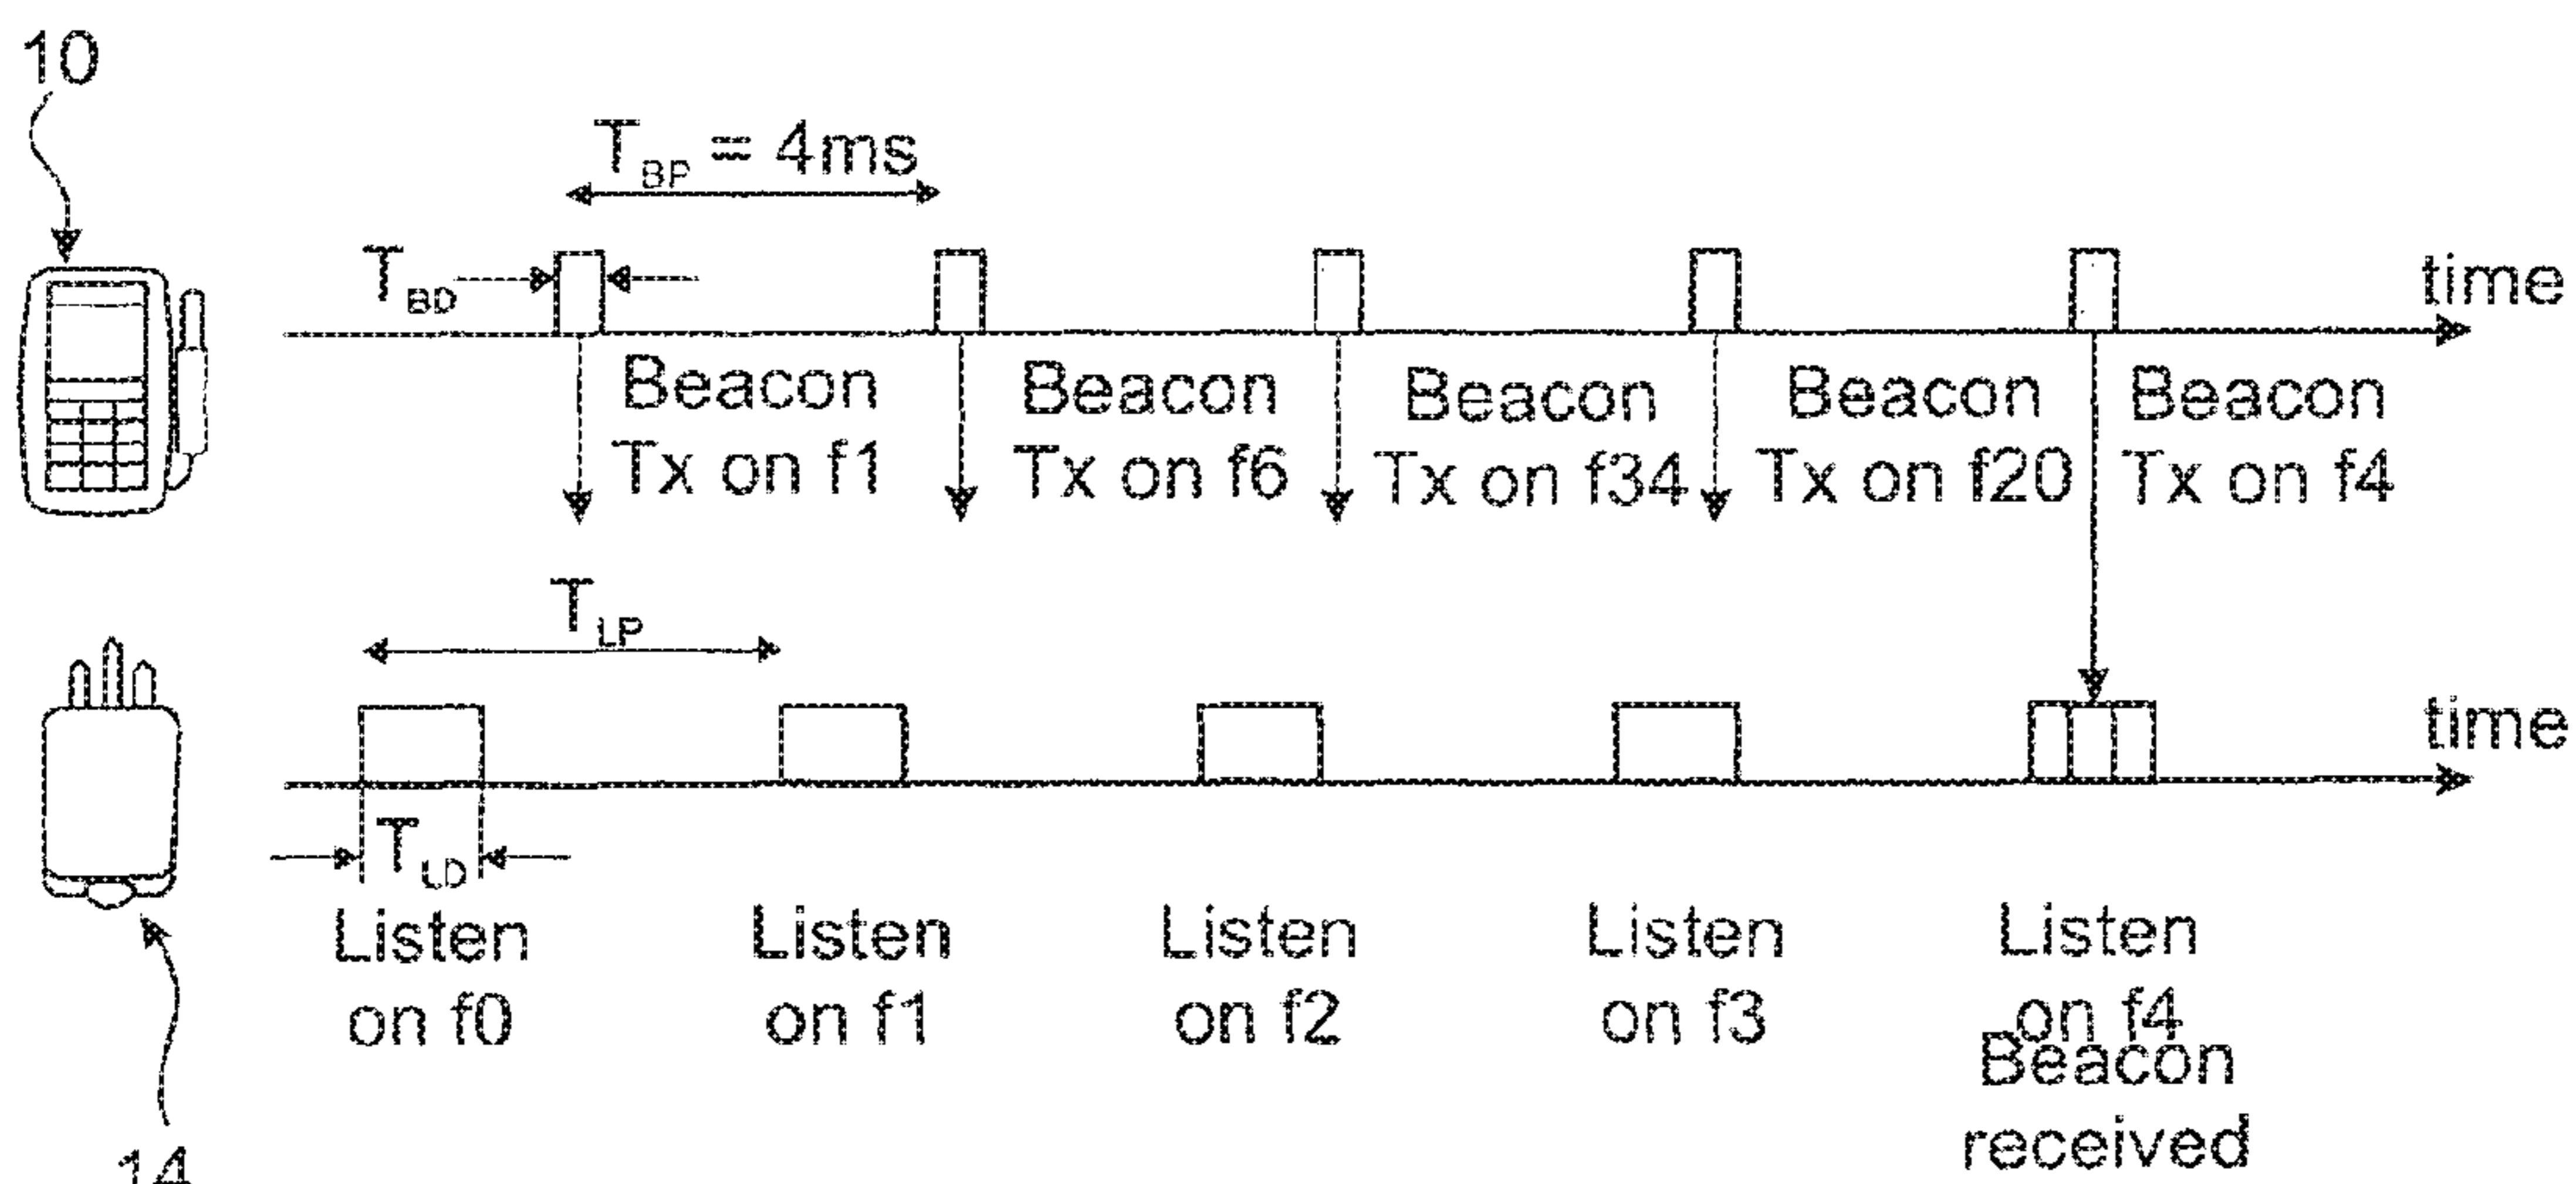 10
T_BP = 4ms
T_BD
time
Beacon Tx on f1
Beacon Tx on f6
Beacon Tx on f34
Beacon Tx on f20
Beacon Tx on f4
T_LP
time
T_LD
Listen on f0
Listen on f1
Listen on f2
Listen on f3
Listen on f4
Beacon received
14